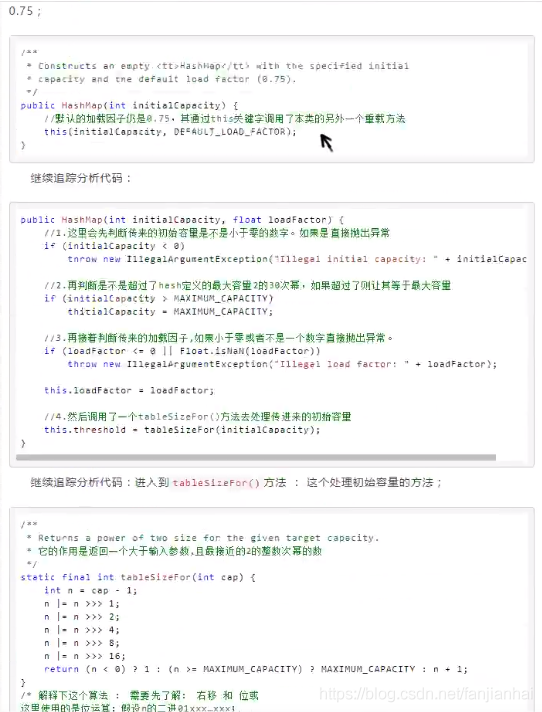 0.75；
/**
 * Constructs an empty <tt>HashMap</tt> with the specified initial
 * capacity and the default load factor (0.75).
 */
public HashMap(int initialCapacity) {
    //默认的加载因子仍是0.75，其通过this关键字调用了本类的另外一个重载方法
    this(initialCapacity, DEFAULT_LOAD_FACTOR);
}
继续追踪分析代码：
public HashMap(int initialCapacity, float loadFactor) {
    //1.这里会先判断传来的初始容量是不是小于零的数字。如果是直接抛出异常
    if (initialCapacity < 0)
        throw new IllegalArgumentException("Illegal initial capacity: " + initialCapac
    //2.再判断是不是超过了hash定义的最大容量2的30次幂，如果超过了则让其等于最大容量
    if (initialCapacity > MAXIMUM_CAPACITY)
        initialCapacity = MAXIMUM_CAPACITY;
    //3.再接着判断传来的加载因子,如果小于零或者不是一个数字直接抛出异常。
    if (loadFactor <= 0 || Float.isNaN(loadFactor))
        throw new IllegalArgumentException("Illegal load factor: " + loadFactor);
    this.loadFactor = loadFactor;
    //4.然后调用了一个tableSizeFor()方法去处理传进来的初始容量
    this.threshold = tableSizeFor(initialCapacity);
}
继续追踪分析代码：进入到 tableSizeFor() 方法 ： 这个处理初始容量的方法；
/**
 * Returns a power of two size for the given target capacity.
 * 它的作用是返回一个大于输入参数,且最接近的2的整数次幂的数
 */
static final int tableSizeFor(int cap) {
    int n = cap - 1;
    n |= n >>> 1;
    n |= n >>> 2;
    n |= n >>> 4;
    n |= n >>> 8;
    n |= n >>> 16;
    return (n < 0) ? 1 : (n >= MAXIMUM_CAPACITY) ? MAXIMUM_CAPACITY : n + 1;
}
/* 解释下这个算法 ： 需要先了解： 右移 和 位或
这里使用的是位运算；假设n的二进01xxx…xxx；
https://blog.csdn.net/fanjianhai